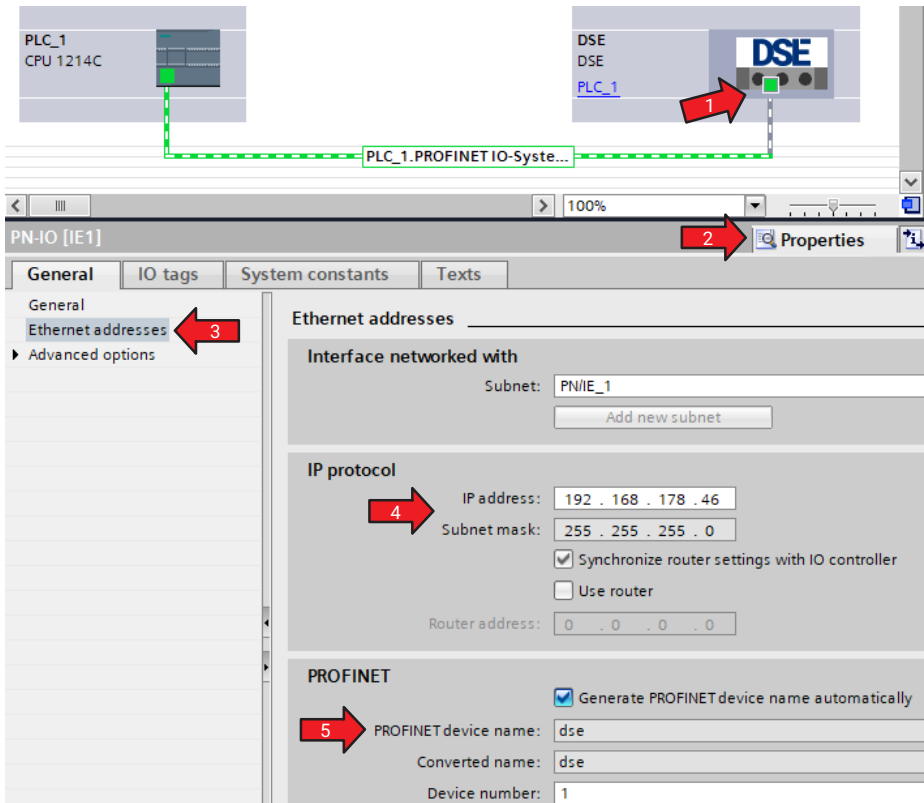 PLC_1
CPU 1214C
DSE
DSE
PLC_1
DSE
1
PLC_1.PROFINET IO-Syste...
100%
PN-IO [IE1]
2
Properties
General
IO tags
System constants
Texts
General
Ethernet addresses
3
Advanced options
Ethernet addresses
Interface networked with
Subnet: PN/IE_1
Add new subnet
IP protocol
4
IP address: 192 . 168 . 178 . 46
Subnet mask: 255 . 255 . 255 . 0
Synchronize router settings with IO controller
Use router
Router address: 0 . 0 . 0 . 0
PROFINET
Generate PROFINET device name automatically
5
PROFINET device name: dse
Converted name: dse
Device number: 1